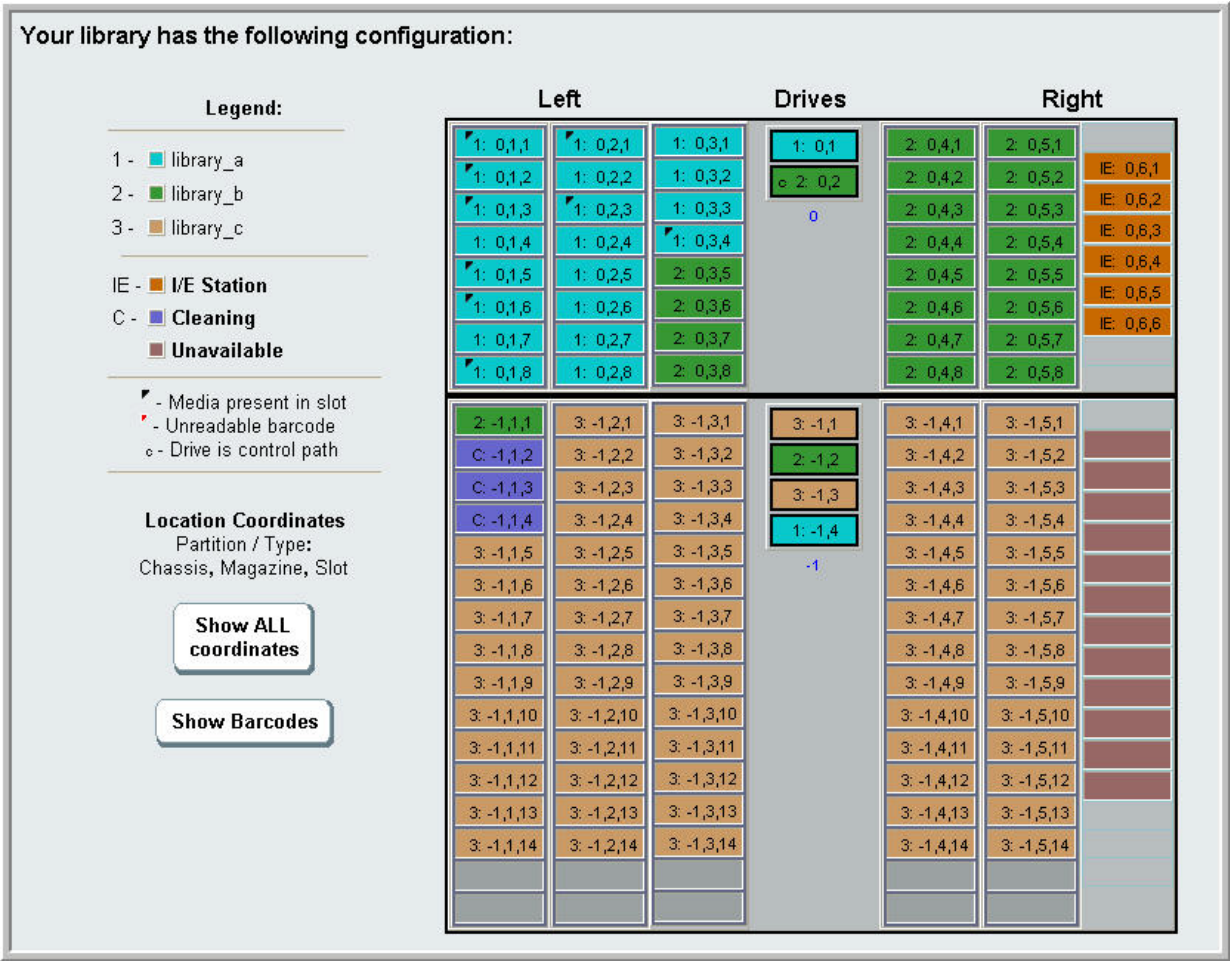 Your library has the following configuration:
Left Drives Right
Legend:
1 - library_a
2 - library_b
3 - library_c
IE - I/E Station
C - Cleaning
Unavailable
- Media present in slot
- Unreadable barcode
c - Drive is control path
Location Coordinates
Partition / Type:
Chassis, Magazine, Slot
Show ALL
coordinates
Show Barcodes
1: 0,1,1 1: 0,2,1 1: 0,3,1 1: 0,1 2: 0,4,1 2: 0,5,1 IE: 0,6,1
1: 0,1,2 1: 0,2,2 1: 0,3,2 c 2: 0,2 2: 0,4,2 2: 0,5,2 IE: 0,6,2
1: 0,1,3 1: 0,2,3 1: 0,3,3 0 2: 0,4,3 2: 0,5,3 IE: 0,6,3
1: 0,1,4 1: 0,2,4 1: 0,3,4 2: 0,4,4 2: 0,5,4 IE: 0,6,4
1: 0,1,5 1: 0,2,5 2: 0,3,5 2: 0,4,5 2: 0,5,5 IE: 0,6,5
1: 0,1,6 1: 0,2,6 2: 0,3,6 2: 0,4,6 2: 0,5,6 IE: 0,6,6
1: 0,1,7 1: 0,2,7 2: 0,3,7 2: 0,4,7 2: 0,5,7
1: 0,1,8 1: 0,2,8 2: 0,3,8 2: 0,4,8 2: 0,5,8
2: -1,1,1 3: -1,2,1 3: -1,3,1 3: -1,1 3: -1,4,1 3: -1,5,1
C: -1,1,2 3: -1,2,2 3: -1,3,2 2: -1,2 3: -1,4,2 3: -1,5,2
C: -1,1,3 3: -1,2,3 3: -1,3,3 3: -1,3 3: -1,4,3 3: -1,5,3
C: -1,1,4 3: -1,2,4 3: -1,3,4 1: -1,4 3: -1,4,4 3: -1,5,4
3: -1,1,5 3: -1,2,5 3: -1,3,5 -1 3: -1,4,5 3: -1,5,5
3: -1,1,6 3: -1,2,6 3: -1,3,6 3: -1,4,6 3: -1,5,6
3: -1,1,7 3: -1,2,7 3: -1,3,7 3: -1,4,7 3: -1,5,7
3: -1,1,8 3: -1,2,8 3: -1,3,8 3: -1,4,8 3: -1,5,8
3: -1,1,9 3: -1,2,9 3: -1,3,9 3: -1,4,9 3: -1,5,9
3: -1,1,10 3: -1,2,10 3: -1,3,10 3: -1,4,10 3: -1,5,10
3: -1,1,11 3: -1,2,11 3: -1,3,11 3: -1,4,11 3: -1,5,11
3: -1,1,12 3: -1,2,12 3: -1,3,12 3: -1,4,12 3: -1,5,12
3: -1,1,13 3: -1,2,13 3: -1,3,13 3: -1,4,13 3: -1,5,13
3: -1,1,14 3: -1,2,14 3: -1,3,14 3: -1,4,14 3: -1,5,14